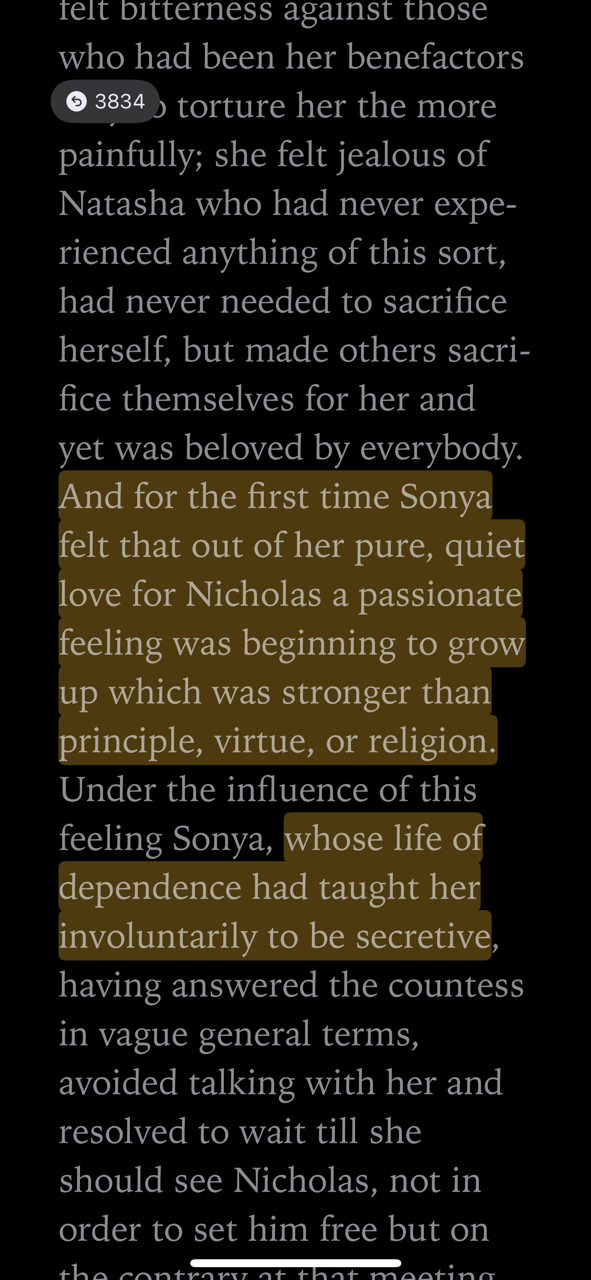 felt bitterness against those
who had been her benefactors
3834
torture her the more
painfully; she felt jealous of
Natasha who had never expe-
rienced anything of this sort,
had never needed to sacrifice
herself, but made others sacri-
fice themselves for her and
yet was beloved by everybody.
And for the first time Sonya
felt that out of her pure, quiet
love for Nicholas a passionate
feeling was beginning to grow
up which was stronger than
principle, virtue, or religion.
Under the influence of this
feeling Sonya, whose life of
dependence had taught her
involuntarily to be secretive,
having answered the countess
in vague general terms,
avoided talking with her and
resolved to wait till she
should see Nicholas, not in
order to set him free but on
the contrary at that meeting